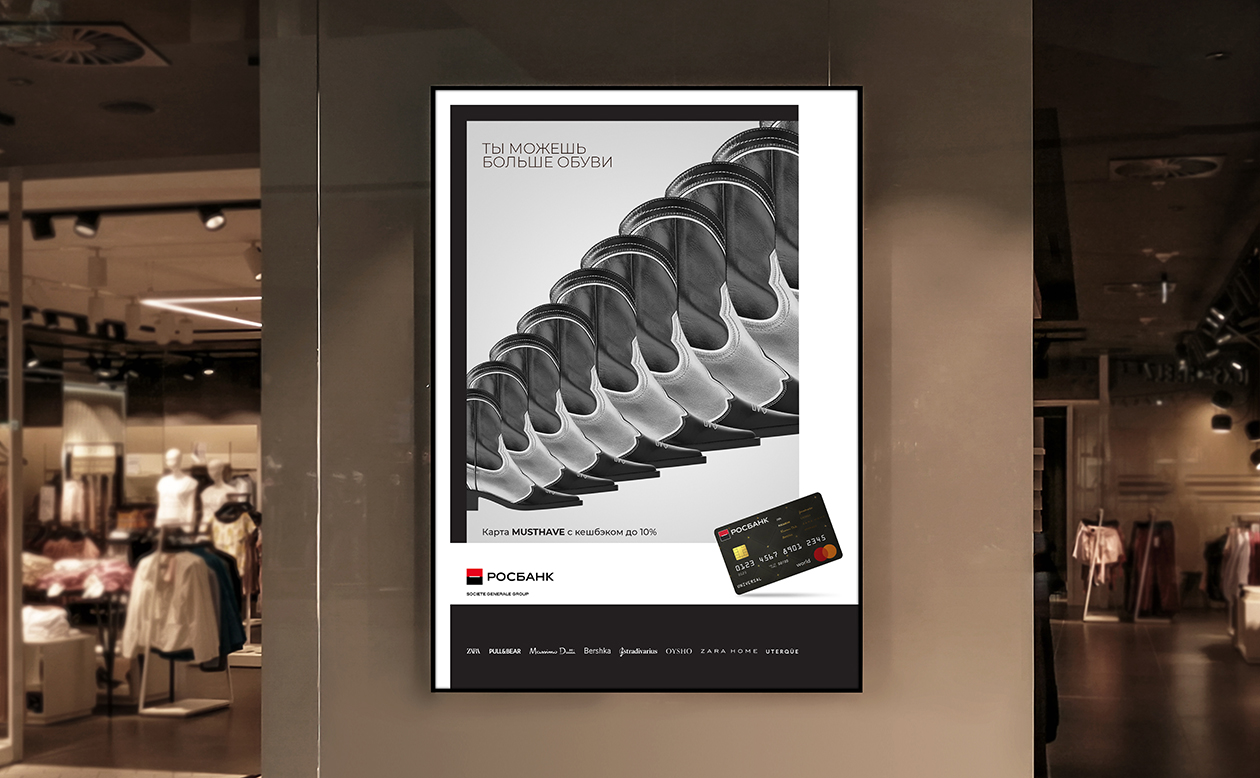 ТЫ МОЖЕШЬ
БОЛЬШЕ ОБУВИ
Карта MUSTHAVE с кешбэком до 10%
РОСБАНК
0123 4567 8901 2345
world
UNIVERSAL
РОСБАНК
SOCIETE GENERALE GROUP
ZARA PULL&BEAR Massimo Dutti Bershka stradivarius OYSHO ZARA HOME UTERQÜE